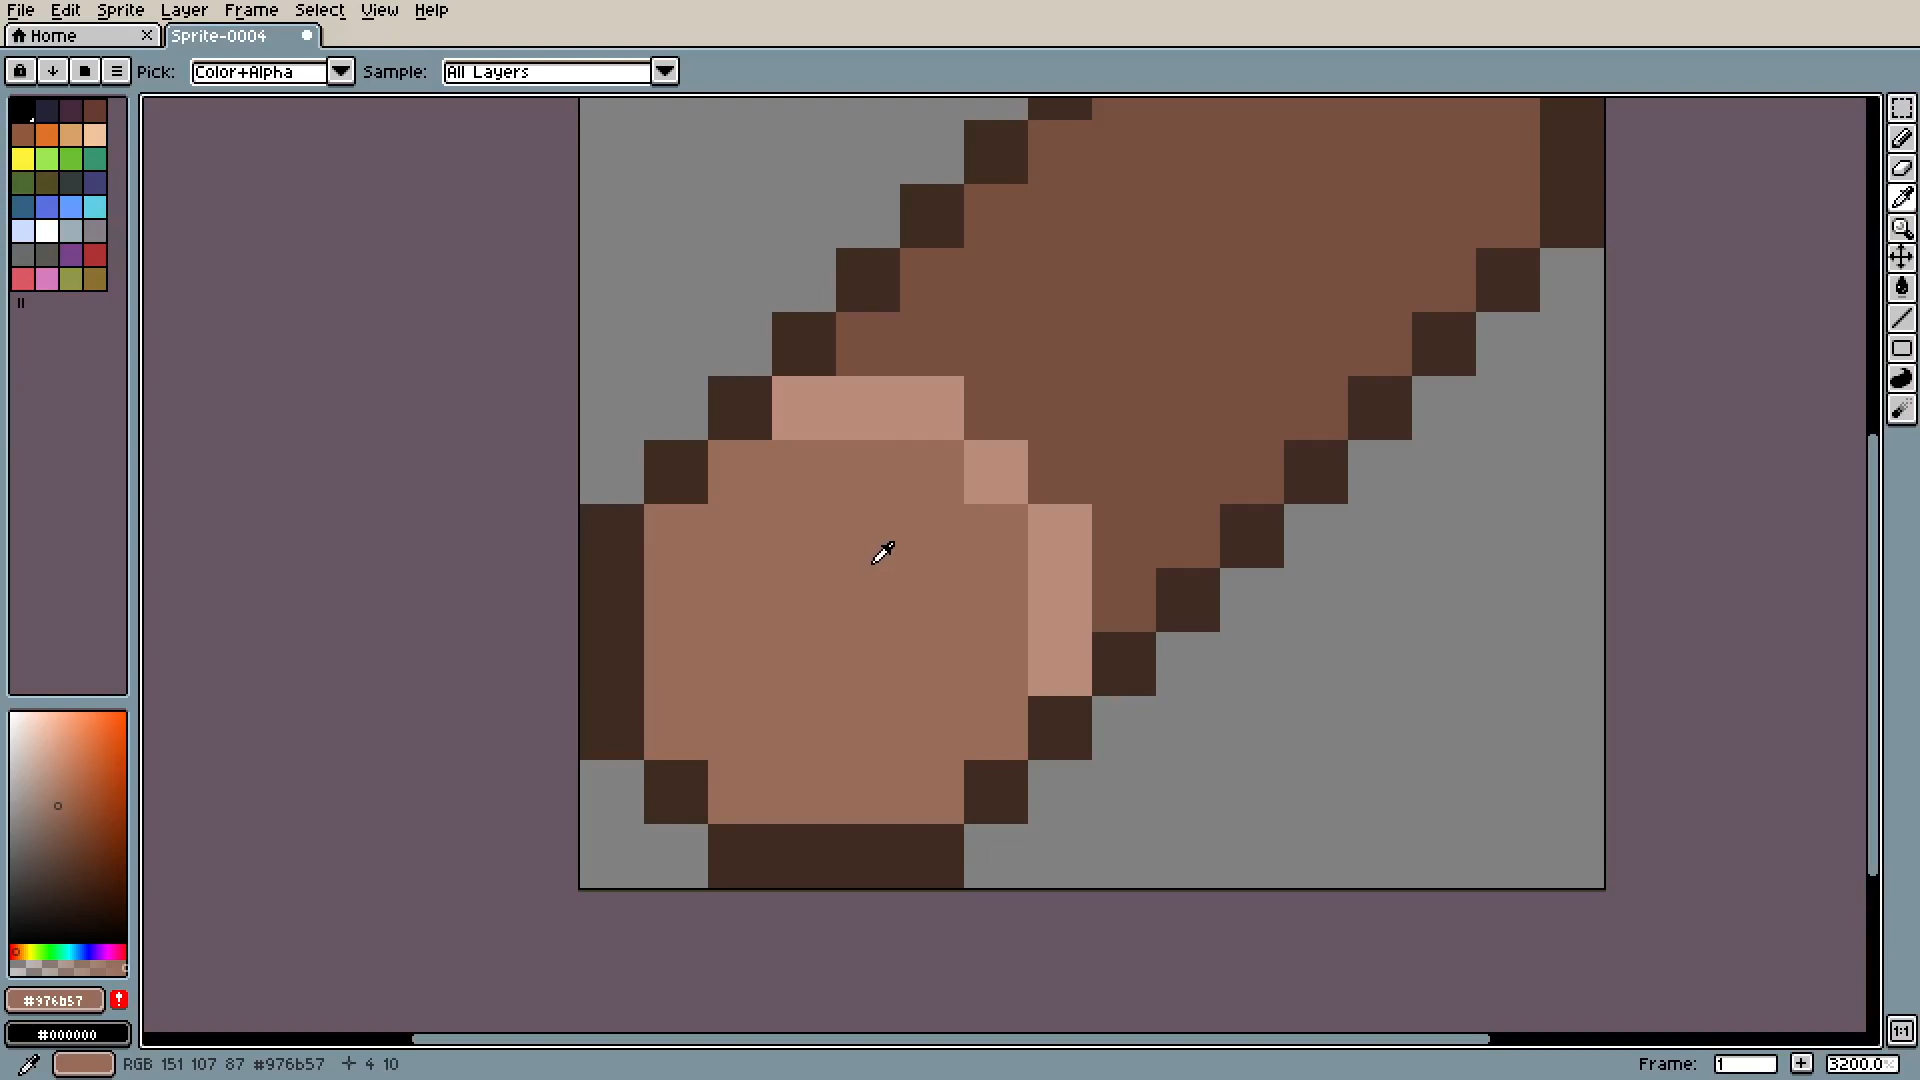 File Edit Sprite Layer Frame Select View Help
Home Sprite-0004
Pick: Color+Alpha Sample: All Layers
#976b57 !
#000000
1:1
RGB 151 107 87 #976b57 4 10 Frame: 1 + 3200.0